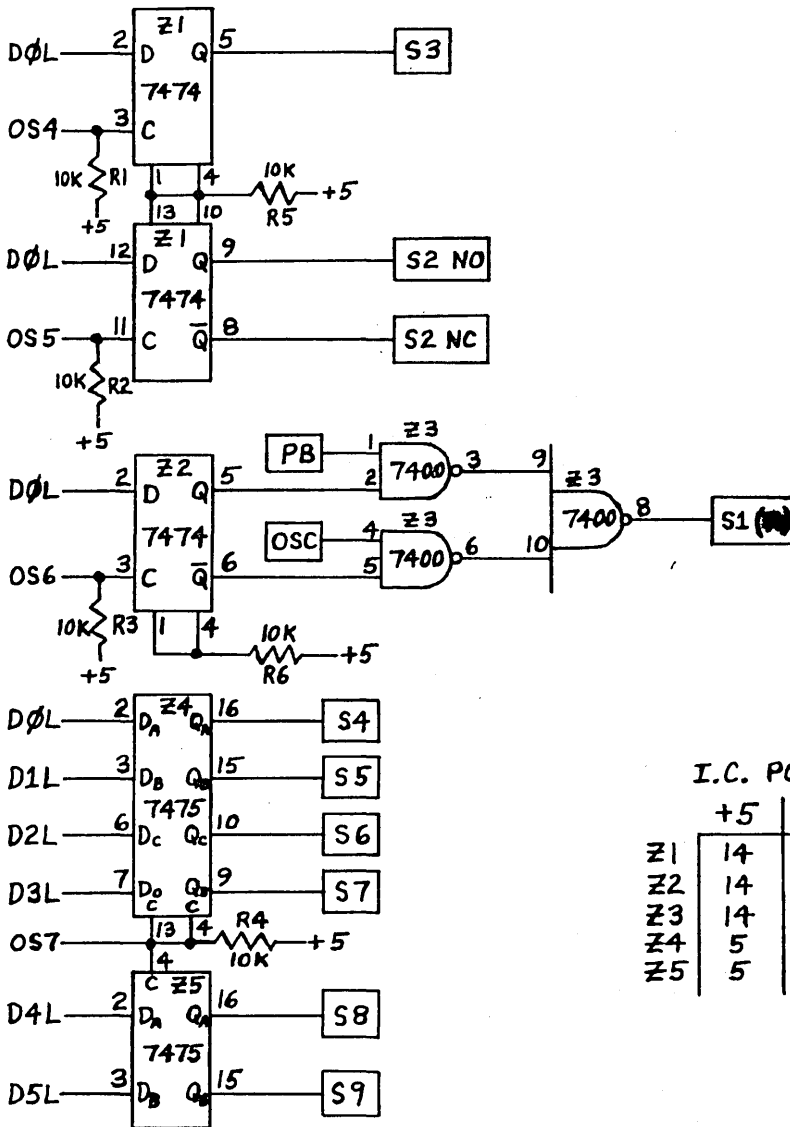 Z1
DØL 2 D Q 5 S3
7474
OS4 3 C
10K R1 1 4 10K +5
+5 13 10 R5
Z1
DØL 12 D Q 9 S2 NO
7474
OS5 11 C Q̅ 8 S2 NC
10K R2
+5
Z2 PB 1 Z3
DØL 2 D Q 5 2 7400 3 9 Z3
7474 OSC 4 Z3 7400 8 S1
OS6 3 C Q̅ 6 5 7400 6 10
10K R3 1 4 10K +5
+5 R6
Z4
DØL 2 DA QA 16 S4
D1L 3 DB QB 15 S5
7475
D2L 6 DC QC 10 S6
D3L 7 DD QD 9 S7
C C
OS7 13 4 R4 +5
4 10K
C Z5
D4L 2 DA QA 16 S8
7475
D5L 3 DB QB 15 S9
I.C.
+5
Z1 14
Z2 14
Z3 14
Z4 5
Z5 5